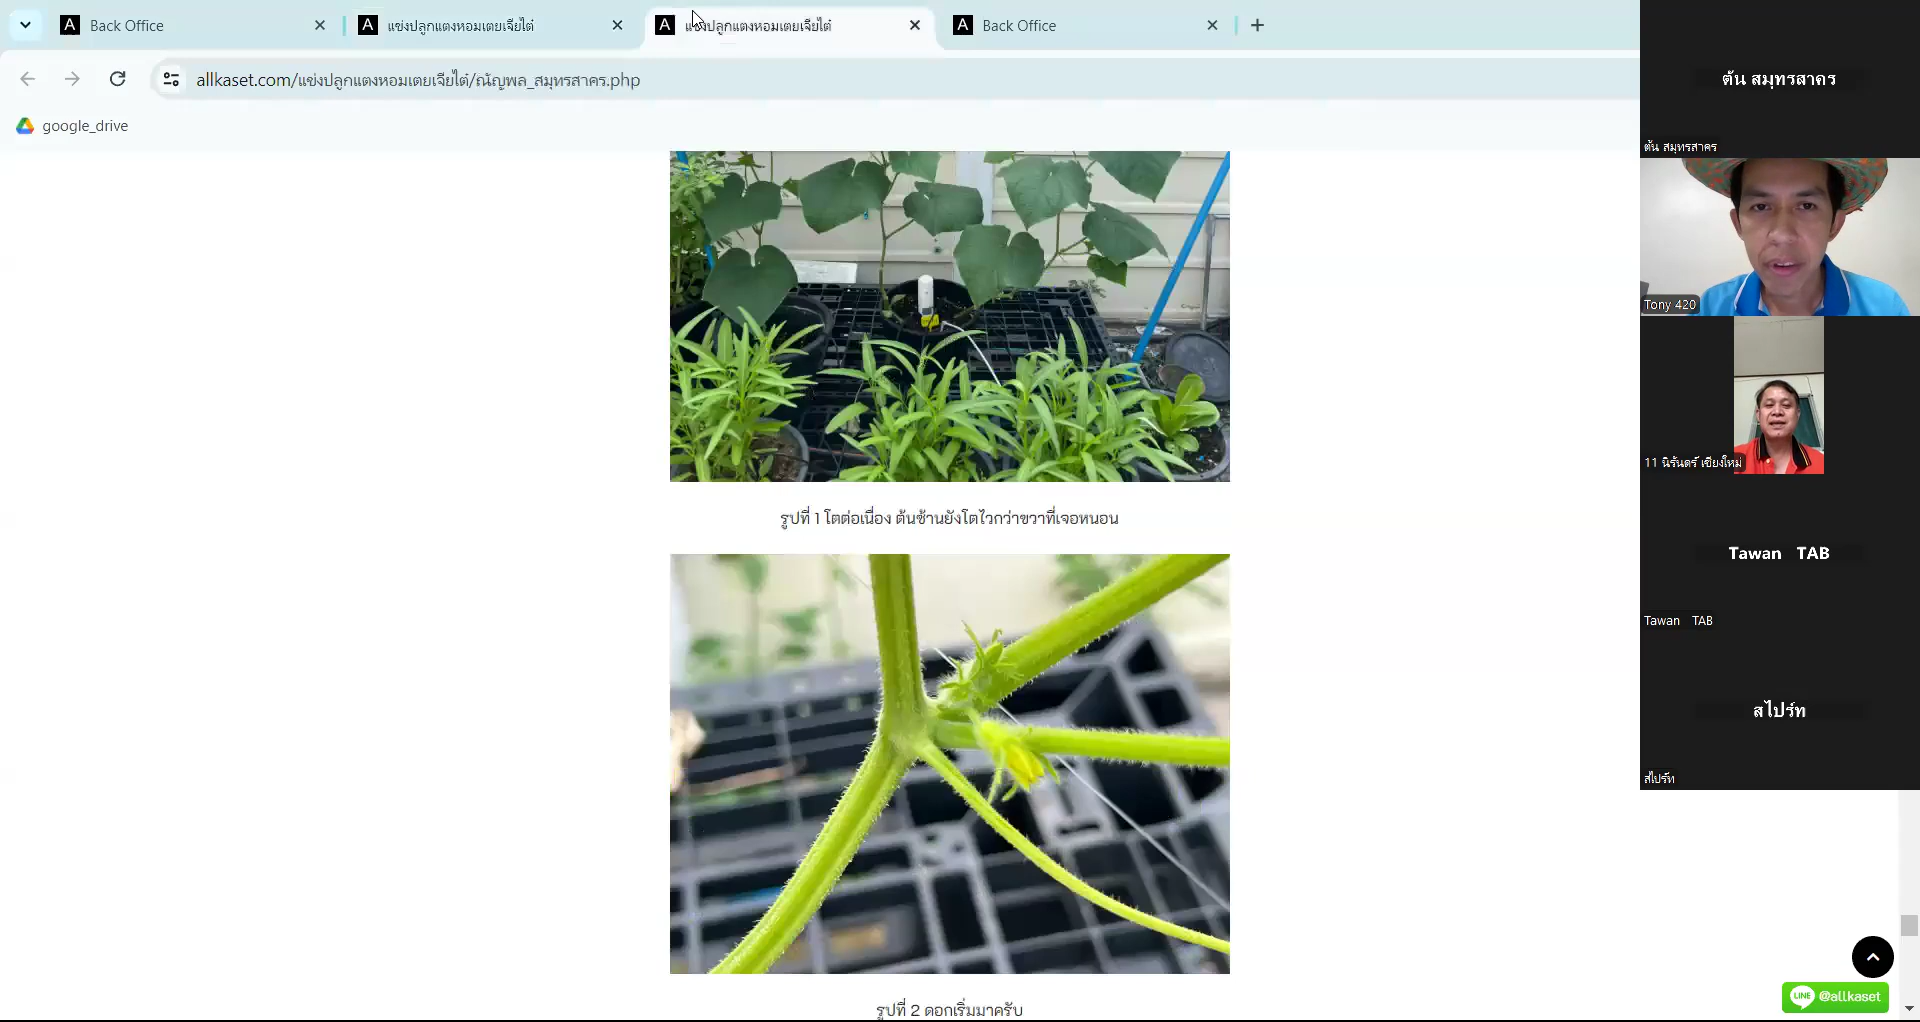 Back Office
แข่งปลูกแตงหอมเตยเจียไต๋
แข่งปลูกแตงหอมเตยเจียไต๋
Back Office
allkaset.com/แข่งปลูกแตงหอมเตยเจียไต๋/ณัญพล_สมุทรสาคร.php
google_drive
รูปที่ 1 โตต่อเนื่อง ต้นซ้านยังโตไวกว่าขวาที่เจอหนอน
รูปที่ 2 ดอกเริ่มมาครับ
ต้น สมุทรสาคร
ต้น สมุทรสาคร
Tony 420
11 นิรันดร์ เชียงใหม่
Tawan TAB
Tawan TAB
สไปร์ท
สไปร์ท
LINE @allkaset